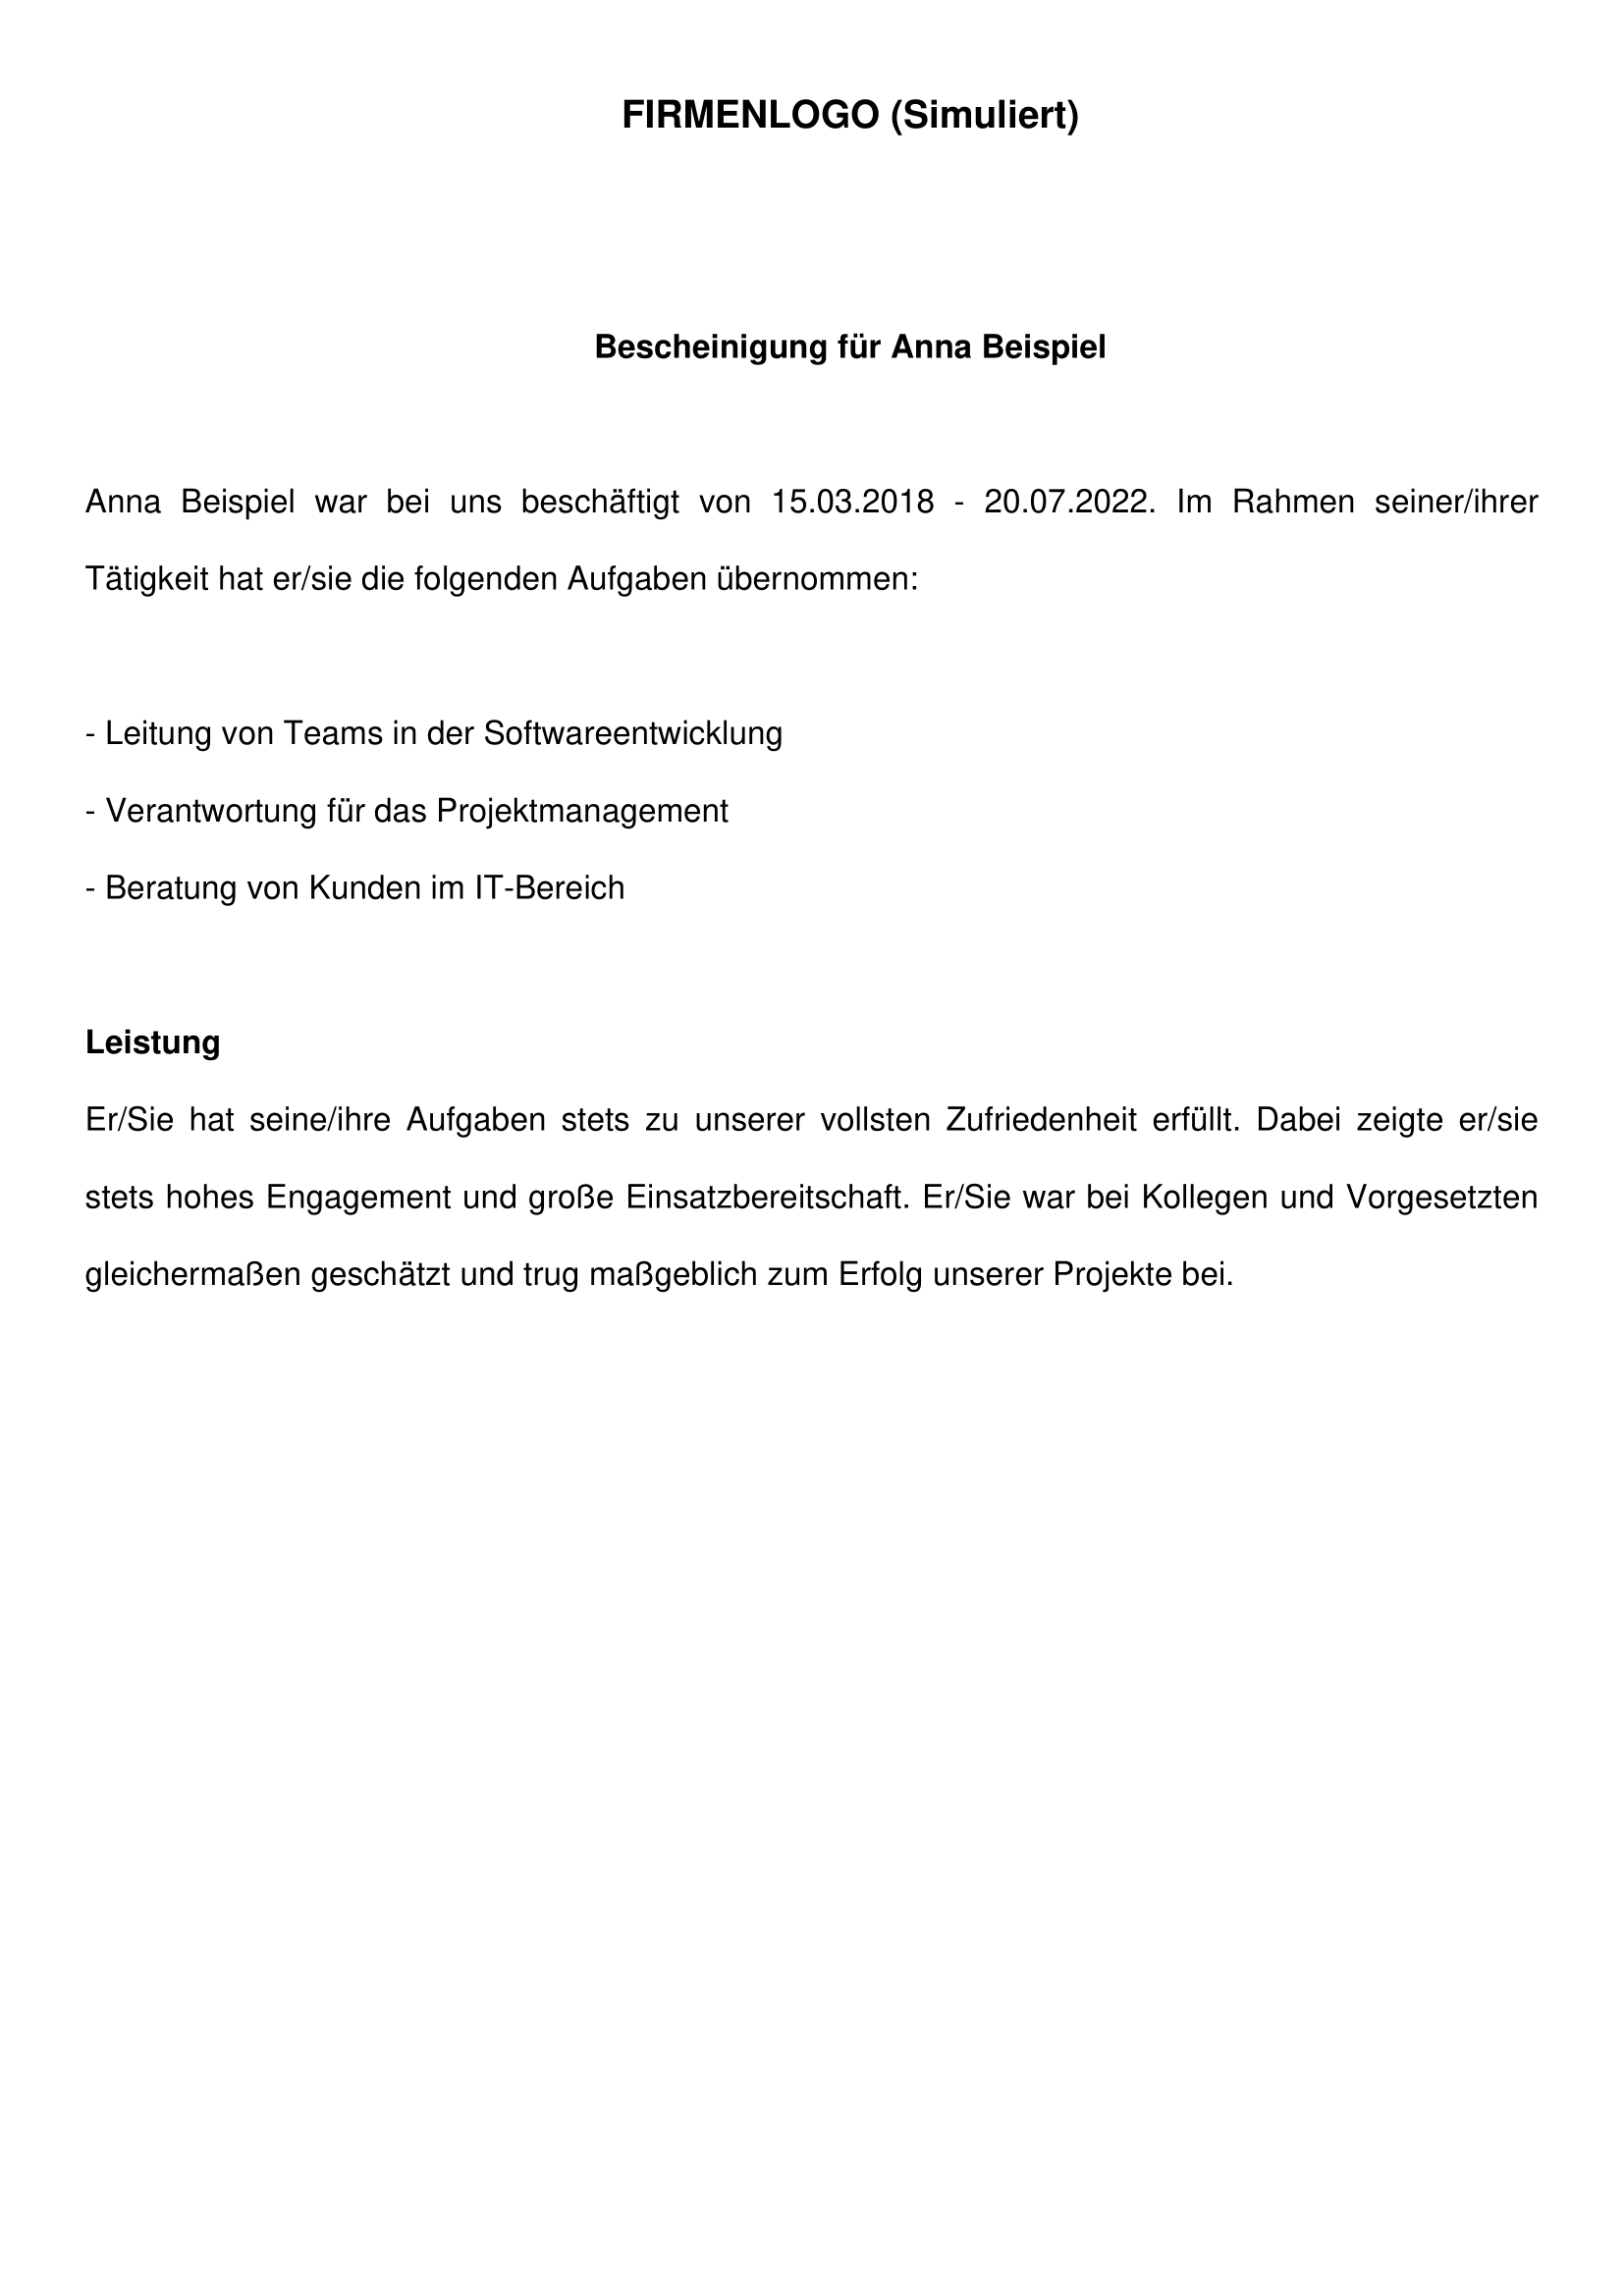 FIRMENLOGO (Simuliert)
Bescheinigung für Anna Beispiel
Anna Beispiel war bei uns beschäftigt von 15.03.2018 - 20.07.2022. Im Rahmen seiner/ihrer
Tätigkeit hat er/sie die folgenden Aufgaben übernommen:
- Leitung von Teams in der Softwareentwicklung
- Verantwortung für das Projektmanagement
- Beratung von Kunden im IT-Bereich
Leistung
Er/Sie hat seine/ihre Aufgaben stets zu unserer vollsten Zufriedenheit erfüllt. Dabei zeigte er/sie
stets hohes Engagement und große Einsatzbereitschaft. Er/Sie war bei Kollegen und Vorgesetzten
gleichermaßen geschätzt und trug maßgeblich zum Erfolg unserer Projekte bei.